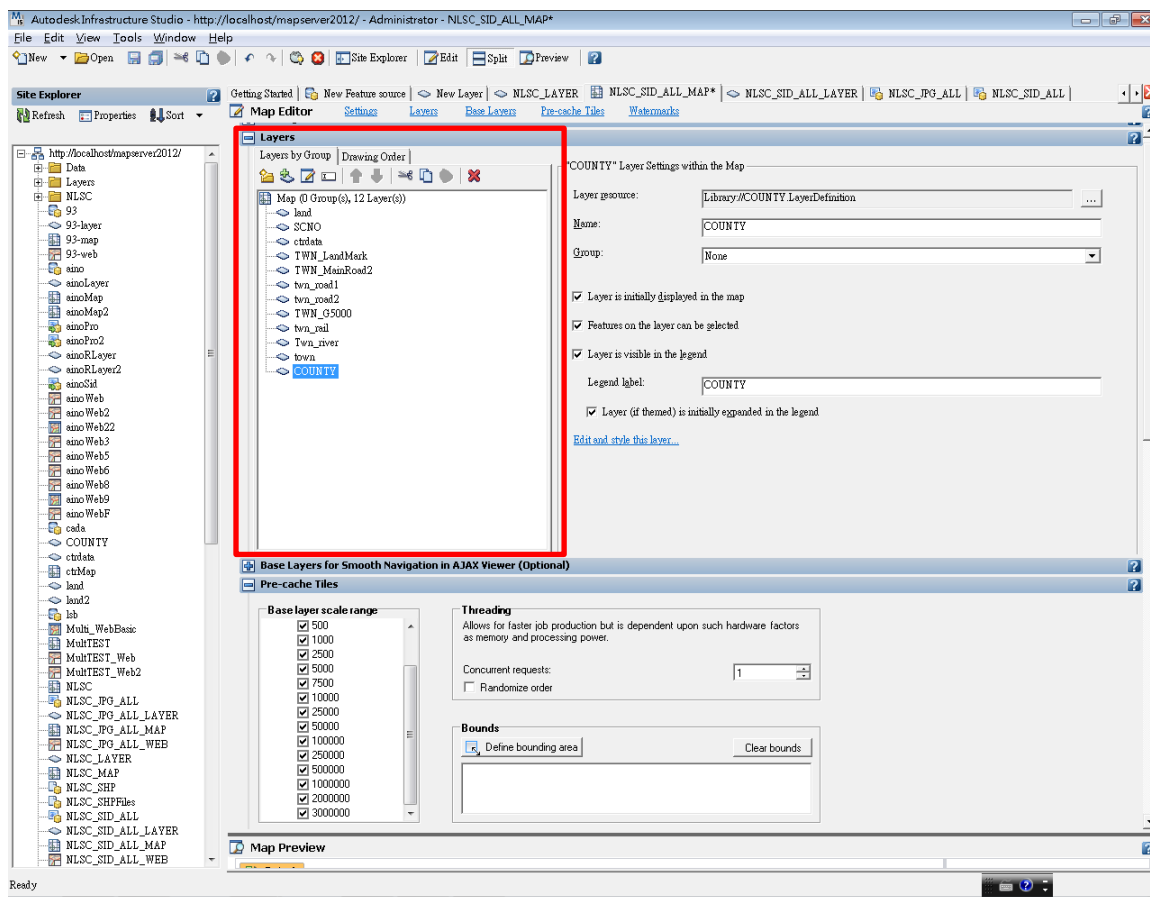 Autodesk Infrastructure Studio - http://localhost/mapserver2012/ - Administrator - NLSC_SID_ALL_MAP*
File Edit View Tools Window Help
New Open Site Explorer Edit Split Preview
Site Explorer
Refresh Properties Sort
http://localhost/mapserver2012/
Data
Layers
NLSC
93
93-layer
93-map
93-web
aino
ainoLayer
ainoMap
ainoMap2
ainoPro
ainoPro2
ainoRLayer
ainoRLayer2
ainoSid
ainoWeb
ainoWeb2
ainoWeb22
ainoWeb3
ainoWeb5
ainoWeb6
ainoWeb8
ainoWeb9
ainoWebF
cada
COUNTY
ctrdata
ctrMap
land
land2
lsb
Multi_WebBasic
MultTEST
MultTEST_Web
MultTEST_Web2
NLSC
NLSC_JPG_ALL
NLSC_JPG_ALL_LAYER
NLSC_JPG_ALL_MAP
NLSC_JPG_ALL_WEB
NLSC_LAYER
NLSC_MAP
NLSC_SHP
NLSC_SHPFiles
NLSC_SID_ALL
NLSC_SID_ALL_LAYER
NLSC_SID_ALL_MAP
NLSC_SID_ALL_WEB
Getting Started New Feature source New Layer NLSC_LAYER NLSC_SID_ALL_MAP* NLSC_SID_ALL_LAYER NLSC_JPG_ALL NLSC_SID_ALL
Map Editor Settings Layers Base Layers Pre-cache Tiles Watermarks
Layers
Layers by Group Drawing Order
Map (0 Group(s), 12 Layer(s))
land
SCNO
ctrdata
TWN_LandMark
TWN_MainRoad2
twn_road1
twn_road2
TWN_G5000
twn_rail
Twn_river
town
COUNTY
"COUNTY" Layer Settings within the Map
Layer resource: Library://COUNTY.LayerDefinition ...
Name: COUNTY
Group: None
Layer is initially displayed in the map
Features on the layer can be selected
Layer is visible in the legend
Legend label: COUNTY
Layer (if themed) is initially expanded in the legend
Edit and style this layer...
Base Layers for Smooth Navigation in AJAX Viewer (Optional)
Pre-cache Tiles
Base layer scale range
500
1000
2500
5000
7500
10000
25000
50000
100000
250000
500000
1000000
2000000
3000000
Threading
Allows for faster job production but is dependent upon such hardware factors
as memory and processing power.
Concurrent requests: 1
Randomize order
Bounds
Define bounding area Clear bounds
Map Preview
Ready